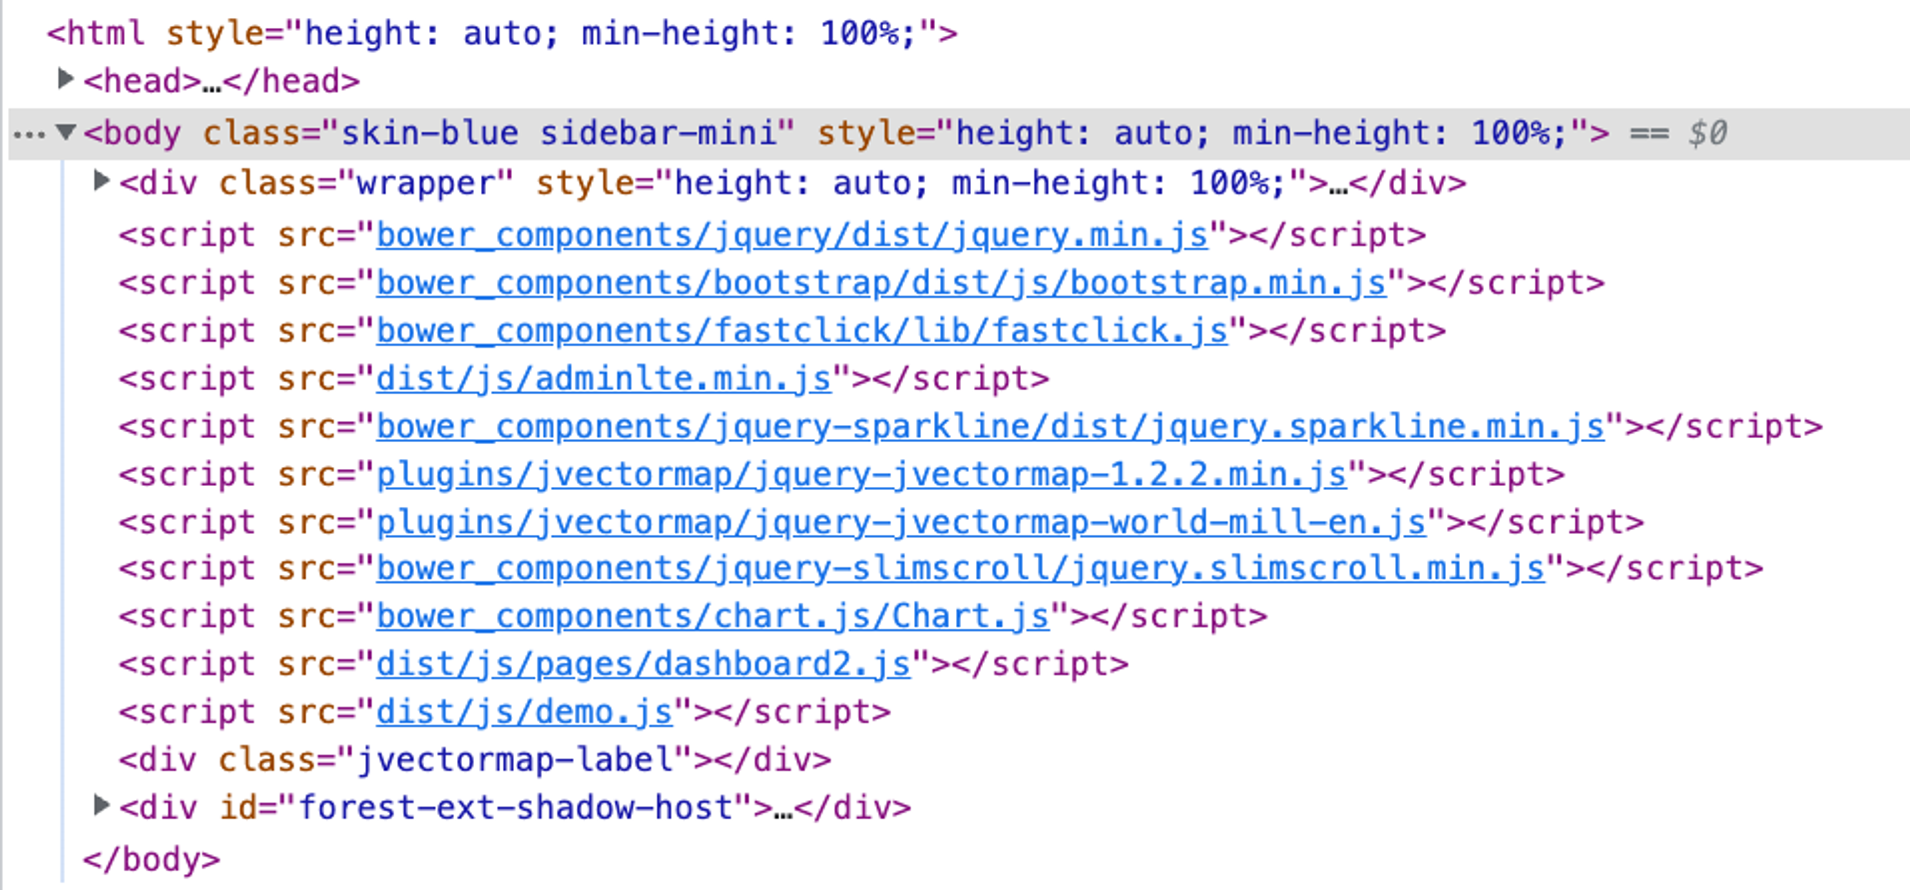 <html style="height: auto; min-height: 100%;">
<head>…</head>
<body class="skin-blue sidebar-mini" style="height: auto; min-height: 100%;"> == $0
<div class="wrapper" style="height: auto; min-height: 100%;">…</div>
<script src="bower_components/jquery/dist/jquery.min.js"></script>
<script src="bower_components/bootstrap/dist/js/bootstrap.min.js"></script>
<script src="bower_components/fastclick/lib/fastclick.js"></script>
<script src="dist/js/adminlte.min.js"></script>
<script src="bower_components/jquery-sparkline/dist/jquery.sparkline.min.js"></script>
<script src="plugins/jvectormap/jquery-jvectormap-1.2.2.min.js"></script>
<script src="plugins/jvectormap/jquery-jvectormap-world-mill-en.js"></script>
<script src="bower_components/jquery-slimscroll/jquery.slimscroll.min.js"></script>
<script src="bower_components/chart.js/Chart.js"></script>
<script src="dist/js/pages/dashboard2.js"></script>
<script src="dist/js/demo.js"></script>
<div class="jvectormap-label"></div>
<div id="forest-ext-shadow-host">…</div>
</body>